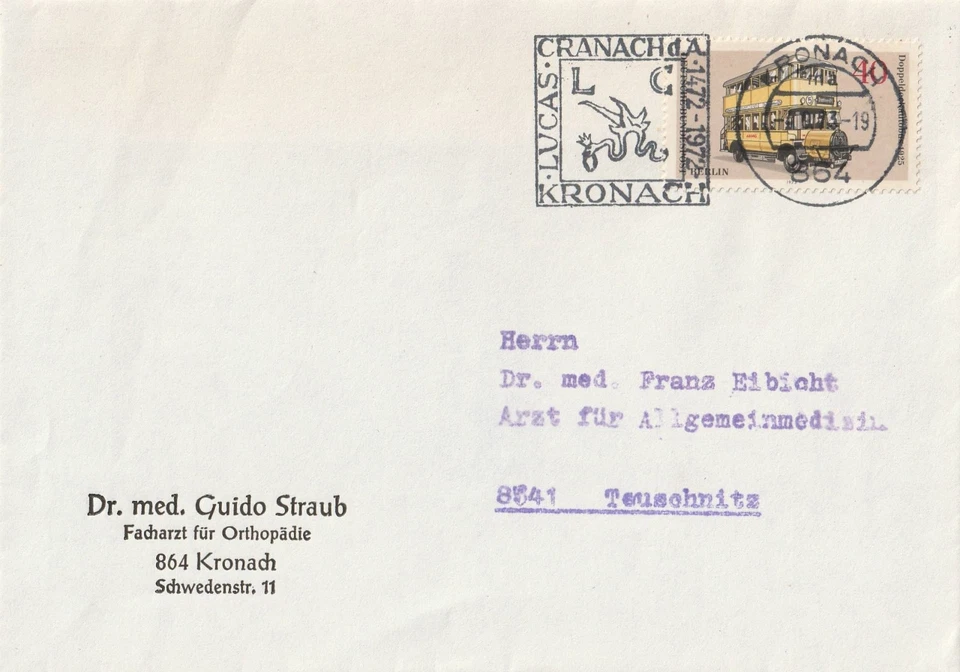 LUCAS · CRANACH d Ä · 1472 - 1972
L C
KRONACH
KRONACH
864
40
BERLIN
Herrn
Dr. med. Franz Eibicht
Arzt für Allgemeinmedizin
8641 Teuschnitz
Dr. med. Guido Straub
Facharzt für Orthopädie
864 Kronach
Schwedenstr. 11